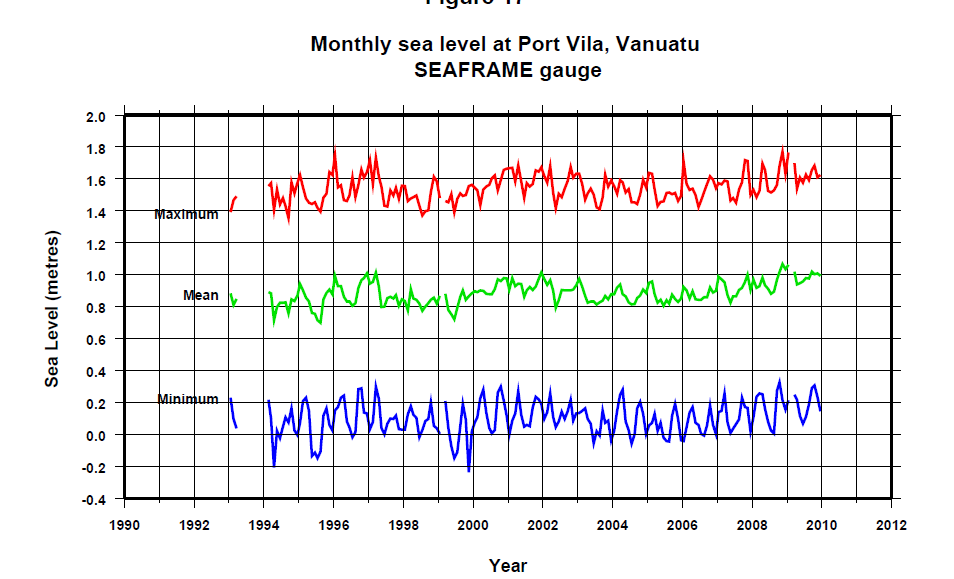 Figure 17
Monthly sea level at Port Vila, Vanuatu
SEAFRAME gauge
2.0
1.8
1.6
1.4
1.2
1.0
0.8
0.6
0.4
0.2
0.0
-0.2
-0.4
Maximum
Mean
Minimum
Sea Level (metres)
1990 1992 1994 1996 1998 2000 2002 2004 2006 2008 2010 2012
Year